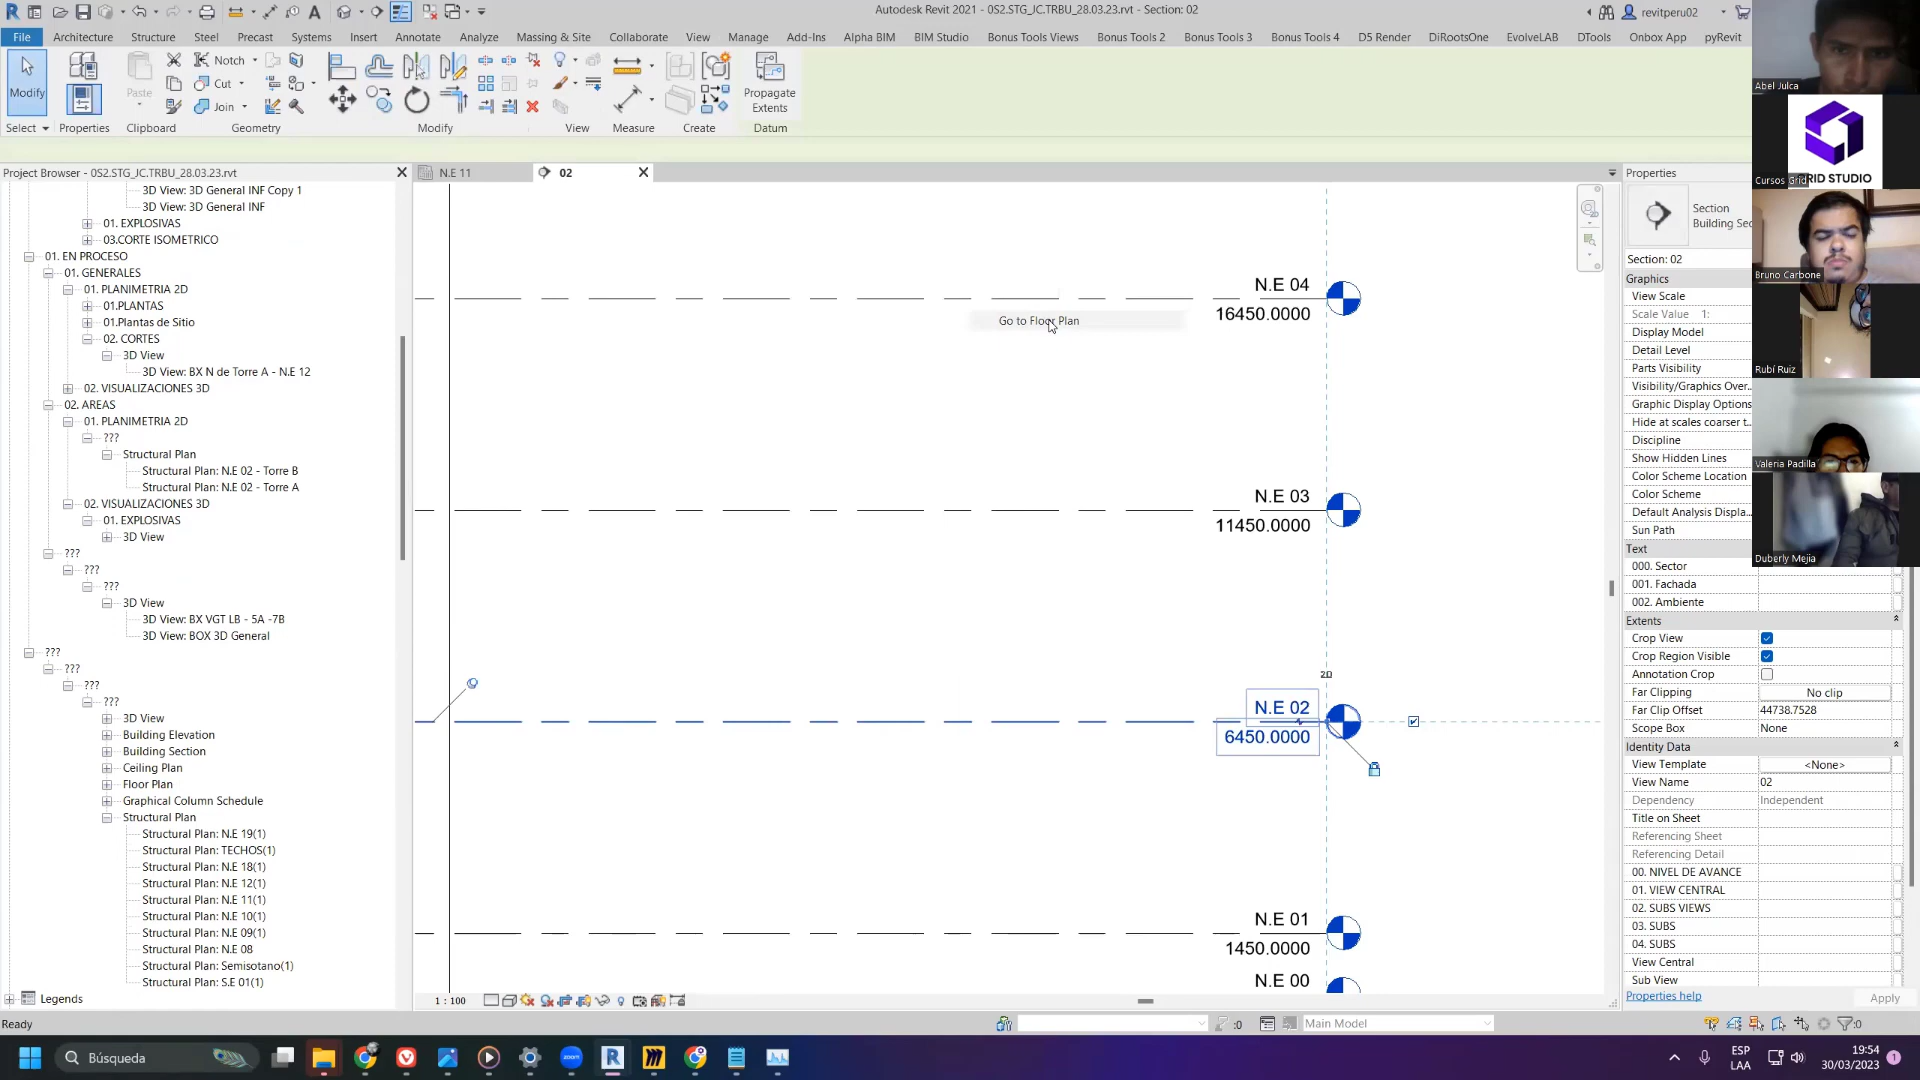 Autodesk Revit 2021 - 0S2.STG_JC.TRBU_28.03.23.rvt - Section: 02
revitperu02
File Architecture Structure Steel Precast Systems Insert Annotate Analyze Massing & Site Collaborate View Manage Add-Ins Alpha BIM BIM Studio Bonus Tools Views Bonus Tools 2 Bonus Tools 3 Bonus Tools 4 D5 Render DiRootsOne EvolveLAB DTools Onbox App pyRevit
Modify
Paste
Notch
Cut
Join
Propagate
Extents
Select Properties Clipboard Geometry Modify View Measure Create Datum
Project Browser - 0S2.STG_JC.TRBU_28.03.23.rvt
N.E 11
02
Properties
3D View: 3D General INF Copy 1
3D View: 3D General INF
01. EXPLOSIVAS
03.CORTE ISOMETRICO
01. EN PROCESO
01. GENERALES
01. PLANIMETRIA 2D
01.PLANTAS
01.Plantas de Sitio
02. CORTES
3D View
3D View: BX N de Torre A - N.E 12
02. VISUALIZACIONES 3D
02. AREAS
01. PLANIMETRIA 2D
???
Structural Plan
Structural Plan: N.E 02 - Torre B
Structural Plan: N.E 02 - Torre A
02. VISUALIZACIONES 3D
01. EXPLOSIVAS
3D View
???
???
???
3D View
3D View: BX VGT LB - 5A -7B
3D View: BOX 3D General
???
???
???
???
3D View
Building Elevation
Building Section
Ceiling Plan
Floor Plan
Graphical Column Schedule
Structural Plan
Structural Plan: N.E 19(1)
Structural Plan: TECHOS(1)
Structural Plan: N.E 18(1)
Structural Plan: N.E 12(1)
Structural Plan: N.E 11(1)
Structural Plan: N.E 10(1)
Structural Plan: N.E 09(1)
Structural Plan: N.E 08
Structural Plan: Semisotano(1)
Structural Plan: S.E 01(1)
Legends
N.E 04
16450.0000
Go to Floor Plan
N.E 03
11450.0000
2D
N.E 02
6450.0000
N.E 01
1450.0000
N.E 00
1 : 100
Section
Building Sec
Section: 02
Graphics
View Scale
Scale Value 1:
Display Model
Detail Level
Parts Visibility
Visibility/Graphics Over..
Graphic Display Options
Hide at scales coarser t...
Discipline
Show Hidden Lines
Color Scheme Location
Color Scheme
Default Analysis Displa...
Sun Path
Text
000. Sector
001. Fachada
002. Ambiente
Extents
Crop View
Crop Region Visible
Annotation Crop
Far Clipping No clip
Far Clip Offset 44738.7528
Scope Box None
Identity Data
View Template <None>
View Name 02
Dependency Independent
Title on Sheet
Referencing Sheet
Referencing Detail
00. NIVEL DE AVANCE
01. VIEW CENTRAL
02. SUBS VIEWS
03. SUBS
04. SUBS
View Central
Sub View
Properties help
Apply
Abel Julca
GRID STUDIO
Cursos Grid
Bruno Carbone
Rubí Ruiz
Valeria Padilla
Duberly Mejia
Ready
:0
Main Model
:0
Búsqueda
ESP
LAA
19:54
30/03/2023
1